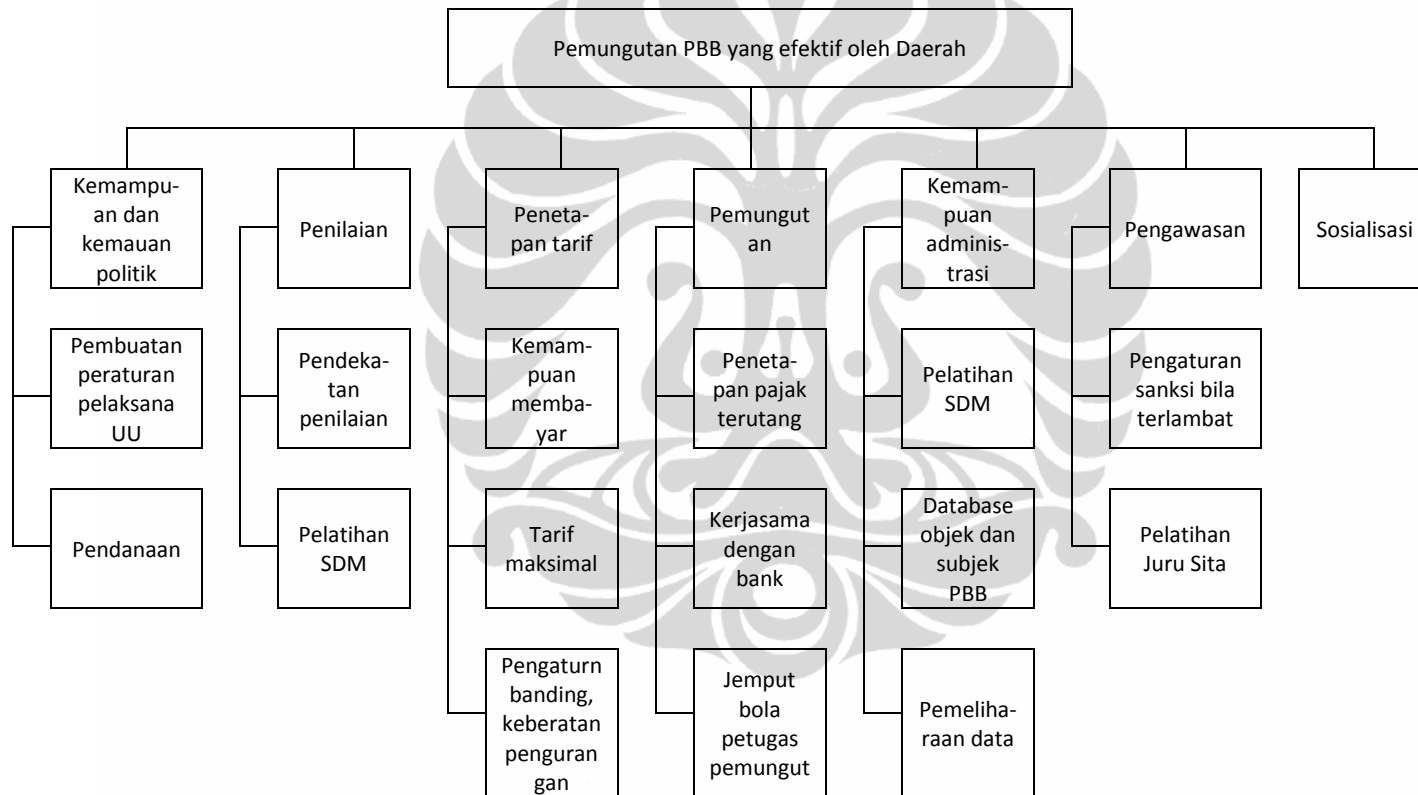 Pemungutan PBB yang efektif oleh Daerah
Kemampu-
an dan
kemauan
politik
Penilaian
Peneta-
pan tarif
Pemungut
an
Kemam-
puan
adminis-
trasi
Pengawasan
Sosialisasi
Pembuatan
peraturan
pelaksana
UU
Pendeka-
tan
penilaian
Kemam-
puan
memba-
yar
Peneta-
pan pajak
terutang
Pelatihan
SDM
Pengaturan
sanksi bila
terlambat
Pendanaan
Pelatihan
SDM
Tarif
maksimal
Kerjasama
dengan
bank
Database
objek dan
subjek
PBB
Pelatihan
Juru Sita
Pengaturn
banding,
keberatan
penguran
gan
Jemput
bola
petugas
pemungut
Pemeliha-
raan data